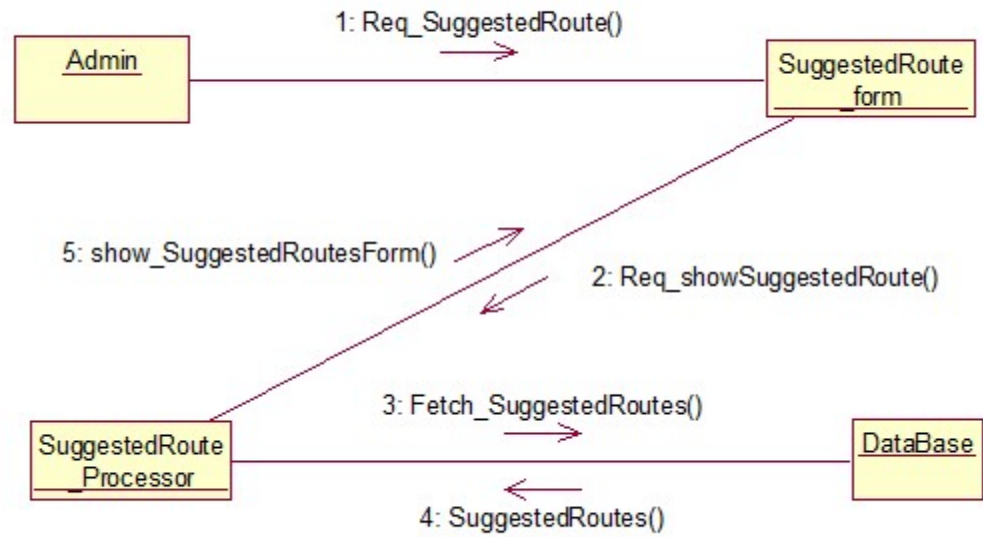 1: Req_SuggestedRoute()
Admin
SuggestedRoute
_form
5: show_SuggestedRoutesForm()
2: Req_showSuggestedRoute()
3: Fetch_SuggestedRoutes()
SuggestedRoute
_Processor
DataBase
4: SuggestedRoutes()